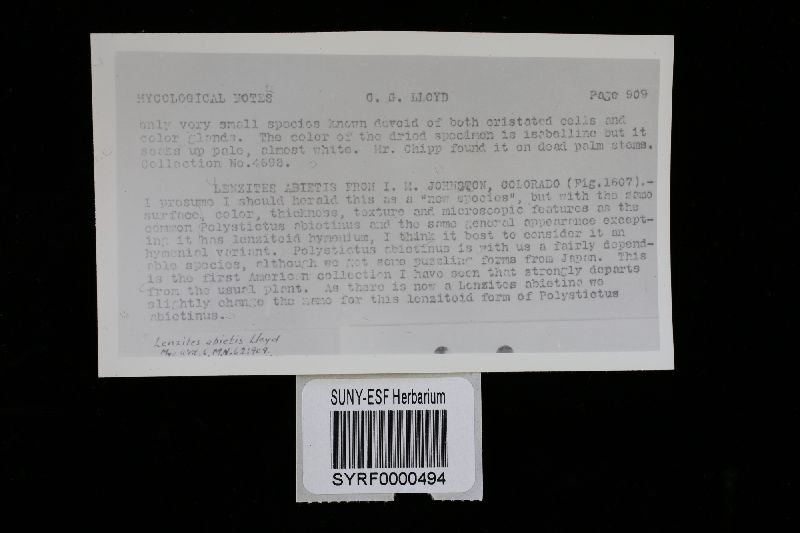 MYCOLOGICAL NOTES C. G. LLOYD Page 909
only very small species known devoid of both cristated cells and
color glands. The color of the dried specimen is isabelline but it
soaks up pale, almost white. Mr. Chipp found it on dead palm stems.
Collection No.4698.
LENZITES ABIETIS FROM I. M. JOHNSTON, COLORADO (Fig.1607).-
I presume I should herald this as a "new species", but with the same
surface, color, thickness, texture and microscopic features as the
common Polystictus abietinus and the same general appearance except-
ing it has lenzitoid hymenium, I think it best to consider it an
hymenial variant. Polystictus abietinus is with us a fairly depend-
able species, although we get some puzzling forms from Japan. This
is the first American collection I have seen that strongly departs
from the usual plant. As there is now a Lenzites abietina we
slightly change the name for this lenzitoid form of Polystictus
abietinus.
Lenzites abietis Lloyd
SUNY-ESF Herbarium
SYRF0000494